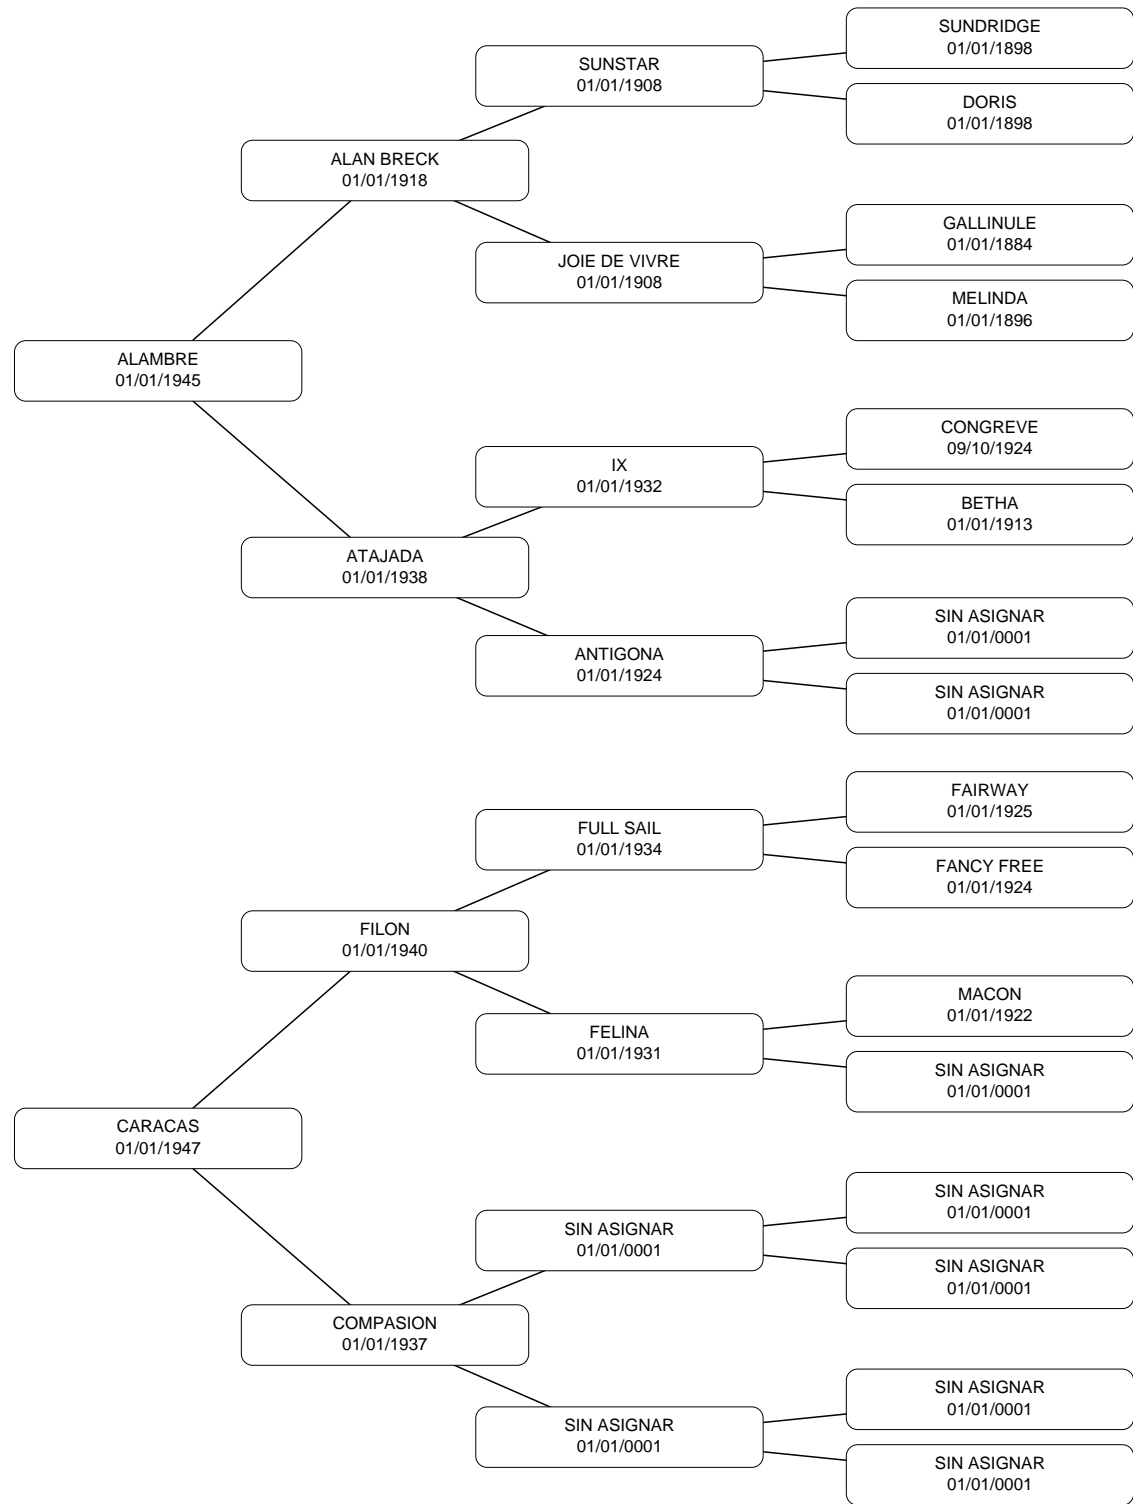 SUNDRIDGE
01/01/1898
SUNSTAR
01/01/1908
DORIS
01/01/1898
ALAN BRECK
01/01/1918
GALLINULE
01/01/1884
JOIE DE VIVRE
01/01/1908
MELINDA
01/01/1896
ALAMBRE
01/01/1945
CONGREVE
09/10/1924
IX
01/01/1932
BETHA
01/01/1913
ATAJADA
01/01/1938
SIN ASIGNAR
01/01/0001
ANTIGONA
01/01/1924
SIN ASIGNAR
01/01/0001
FAIRWAY
01/01/1925
FULL SAIL
01/01/1934
FANCY FREE
01/01/1924
FILON
01/01/1940
MACON
01/01/1922
FELINA
01/01/1931
SIN ASIGNAR
01/01/0001
CARACAS
01/01/1947
SIN ASIGNAR
01/01/0001
SIN ASIGNAR
01/01/0001
SIN ASIGNAR
01/01/0001
COMPASION
01/01/1937
SIN ASIGNAR
01/01/0001
SIN ASIGNAR
01/01/0001
SIN ASIGNAR
01/01/0001